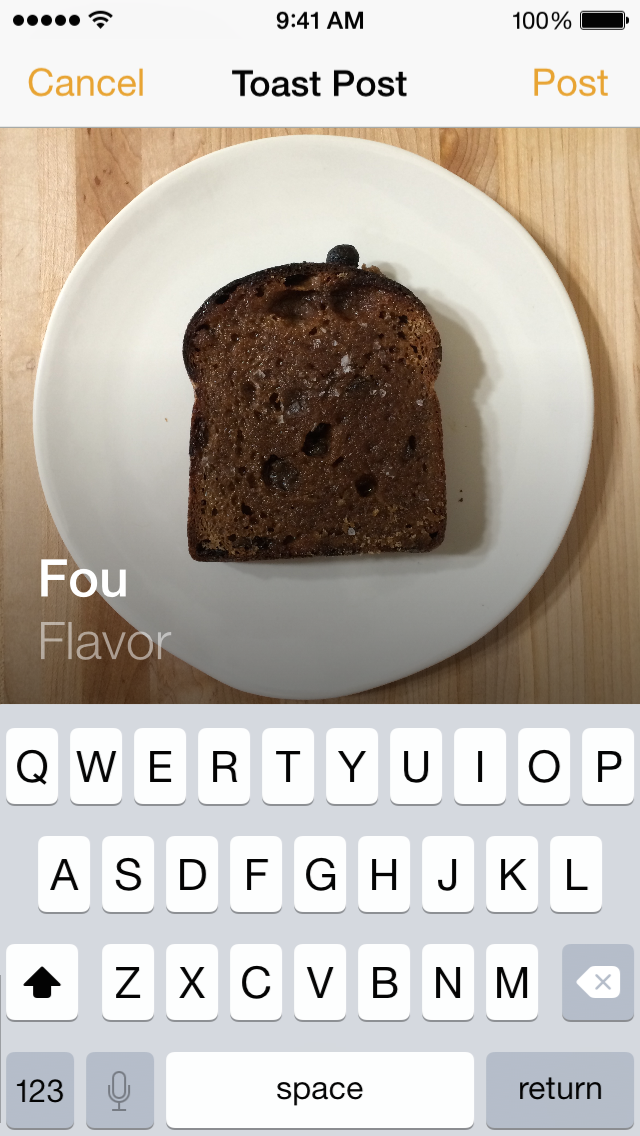 9:41 AM 100%
Cancel Toast Post Post
Fou
Flavor
Q W E R T Y U I O P
A S D F G H J K L
Z X C V B N M
123 space return